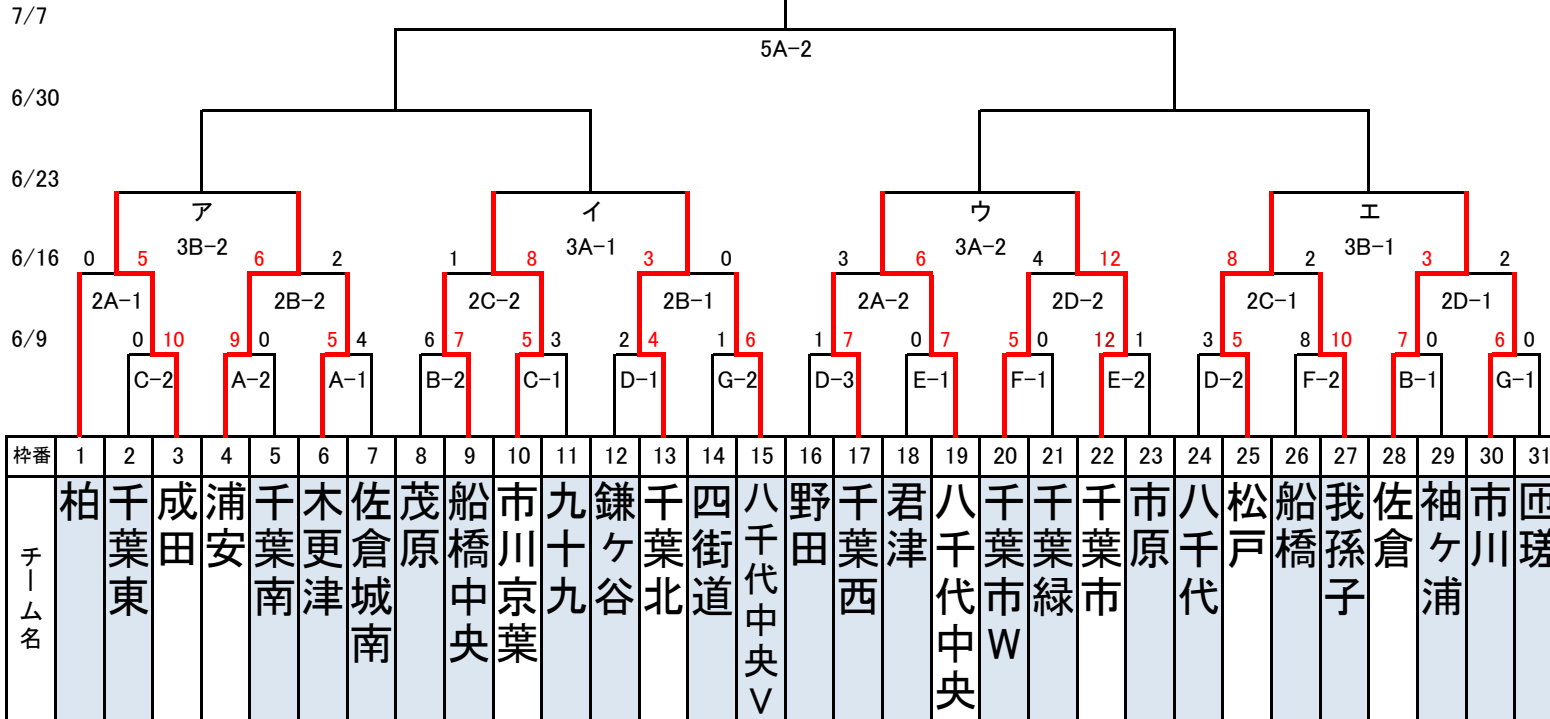 7/7
5A-2
6/30
6/23
ア イ ウ エ
3B-2 3A-1 3A-2 3B-1
6/16 0 5 6 2 1 8 3 0 3 6 4 12 8 2 3 2
2A-1 2B-2 2C-2 2B-1 2A-2 2D-2 2C-1 2D-1
6/9 0 10 9 0 5 4 6 7 5 3 2 4 1 6 1 7 0 7 5 0 12 1 3 5 8 10 7 0 6 0
C-2 A-2 A-1 B-2 C-1 D-1 G-2 D-3 E-1 F-1 E-2 D-2 F-2 B-1 G-1
枠番 1 2 3 4 5 6 7 8 9 10 11 12 13 14 15 16 17 18 19 20 21 22 23 24 25 26 27 28 29 30 31
チーム名
柏
千葉東
成田
浦安
千葉南
木更津
佐倉城南
茂原
船橋中央
市川京葉
九十九
鎌ヶ谷
千葉北
四街道
八千代中央V
野田
千葉西
君津
八千代中央
千葉市W
千葉緑
千葉市
市原
八千代
松戸
船橋
我孫子
佐倉
袖ケ浦
市川
匝瑳